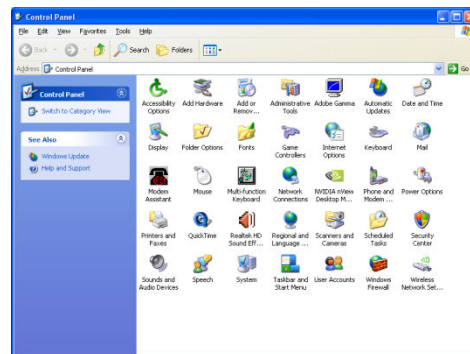 Control Panel
File Edit View Favorites Tools Help
Back Search Folders
Address Control Panel Go
Control Panel
Switch to Category View
See Also
Windows Update
Help and Support
Accessibility Options
Add Hardware
Add or Remov...
Administrative Tools
Adobe Gamma
Automatic Updates
Date and Time
Display
Folder Options
Fonts
Game Controllers
Internet Options
Keyboard
Mail
Modem Assistant
Mouse
Multi-function Keyboard
Network Connections
NVIDIA nView Desktop M...
Phone and Modem ...
Power Options
Printers and Faxes
QuickTime
Realtek HD Sound Eff...
Regional and Language ...
Scanners and Cameras
Scheduled Tasks
Security Center
Sounds and Audio Devices
Speech
System
Taskbar and Start Menu
User Accounts
Windows Firewall
Wireless Network Set...